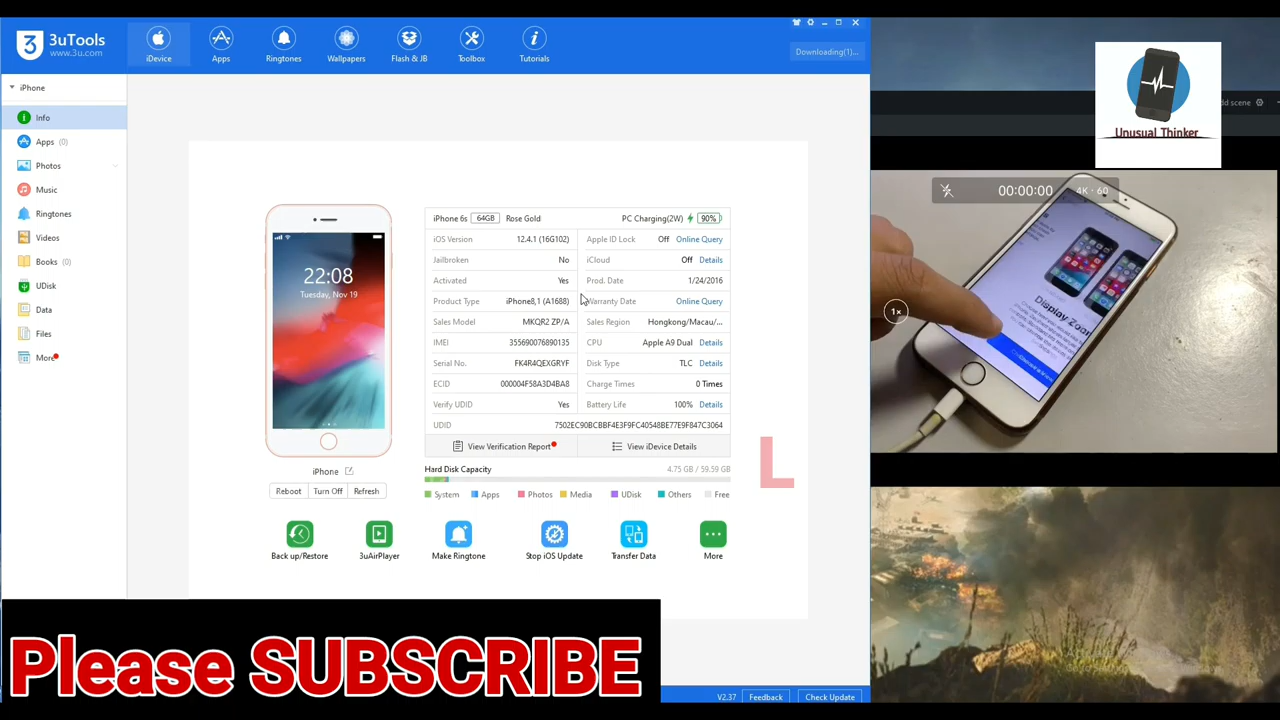 3uTools
www.3u.com
iDevice
Apps
Ringtones
Wallpapers
Flash & JB
Toolbox
Tutorials
Downloading(1)...
iPhone
Info
Apps (0)
Photos
Music
Ringtones
Videos
Books (0)
UDisk
Data
Files
More
22:08
Tuesday, Nov 19
iPhone
Reboot
Turn Off
Refresh
iPhone 6s 64GB Rose Gold PC Charging(2W) 90%
iOS Version 12.4.1 (16G102) Apple ID Lock Off Online Query
Jailbroken No iCloud Off Details
Activated Yes Prod. Date 1/24/2016
Product Type iPhone8,1 (A1688) Warranty Date Online Query
Sales Model MKQR2 ZP/A Sales Region Hongkong/Macau/...
IMEI 355690076890135 CPU Apple A9 Dual Details
Serial No. FK4R4QEXGRYF Disk Type TLC Details
ECID 000004F58A3D4BA8 Charge Times 0 Times
Verify UDID Yes Battery Life 100% Details
UDID 7502EC90BCBBF4E3F9FC40548BE77E9F847C3064
View Verification Report View iDevice Details
Hard Disk Capacity 4.75 GB / 59.59 GB
System Apps Photos Media UDisk Others Free
Back up/Restore
3uAirPlayer
Make Ringtone
Stop iOS Update
Transfer Data
More
L
Please SUBSCRIBE
V2.37 Feedback Check Update
Unusual Thinker
scene
00:00:00
4K · 60
1×
Display Zoom